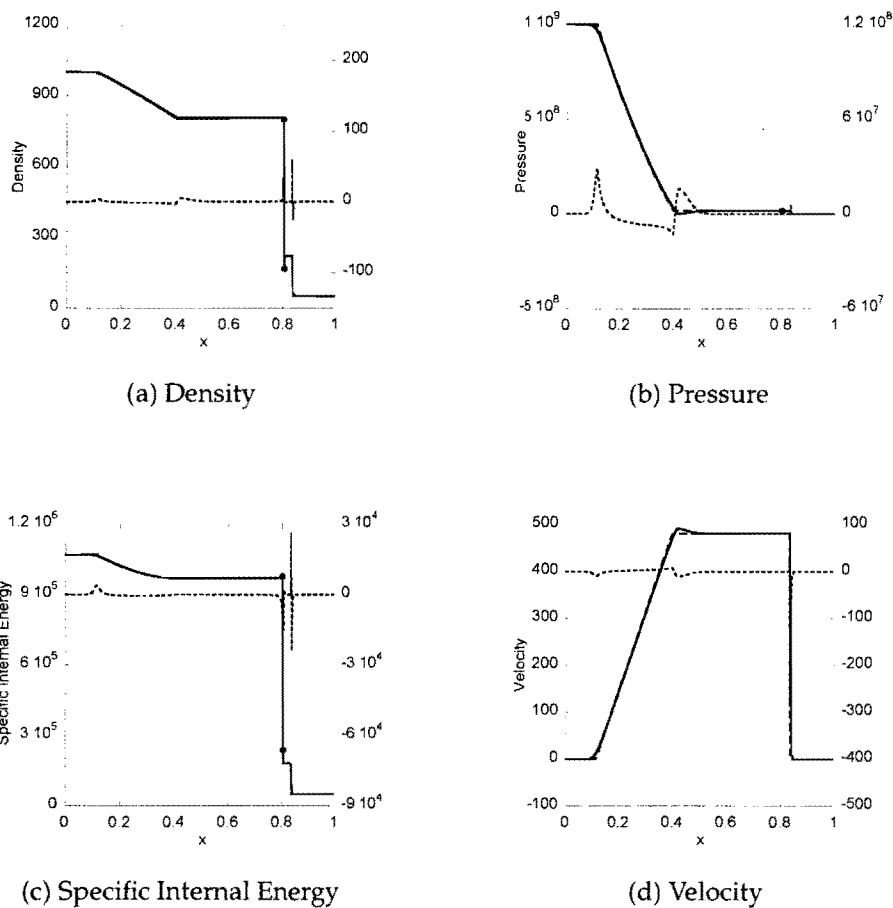 1200
900
600
300
0
Density
200
100
0
-100
0 0.2 0.4 0.6 0.8 1
x
(a) Density
1 10⁹
5 10⁸
0
-5 10⁸
Pressure
1.2 10⁸
6 10⁷
0
-6 10⁷
0 0.2 0.4 0.6 0.8 1
x
(b) Pressure
1.2 10⁶
9 10⁵
6 10⁵
3 10⁵
0
Specific Internal Energy
3 10⁴
0
-3 10⁴
-6 10⁴
-9 10⁴
0 0.2 0.4 0.6 0.8 1
x
(c) Specific Internal Energy
500
400
300
200
100
0
-100
Velocity
100
0
-100
-200
-300
-400
-500
0 0.2 0.4 0.6 0.8 1
x
(d) Velocity